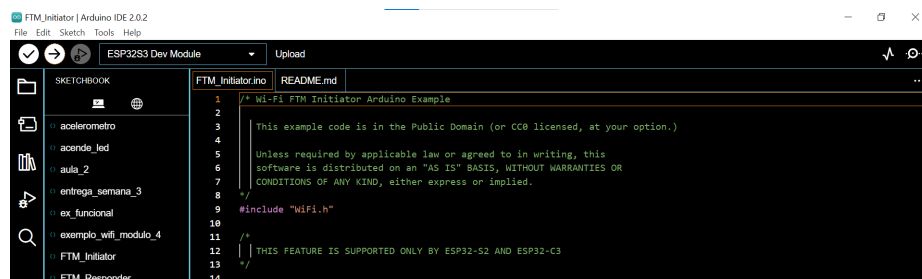 FTM_Initiator | Arduino IDE 2.0.2
File Edit Sketch Tools Help
ESP32S3 Dev Module
Upload
SKETCHBOOK
acelerometro
acende_led
aula_2
entrega_semana_3
ex_funcional
exemplo_wifi_modulo_4
FTM_Initiator
FTM_Responder
FTM_Initiator.ino README.md
1 /* Wi-Fi FTM Initiator Arduino Example
2
3 This example code is in the Public Domain (or CC0 licensed, at your option.)
4
5 Unless required by applicable law or agreed to in writing, this
6 software is distributed on an "AS IS" BASIS, WITHOUT WARRANTIES OR
7 CONDITIONS OF ANY KIND, either express or implied.
8 */
9 #include "WiFi.h"
10
11 /*
12 THIS FEATURE IS SUPPORTED ONLY BY ESP32-S2 AND ESP32-C3
13 */
14